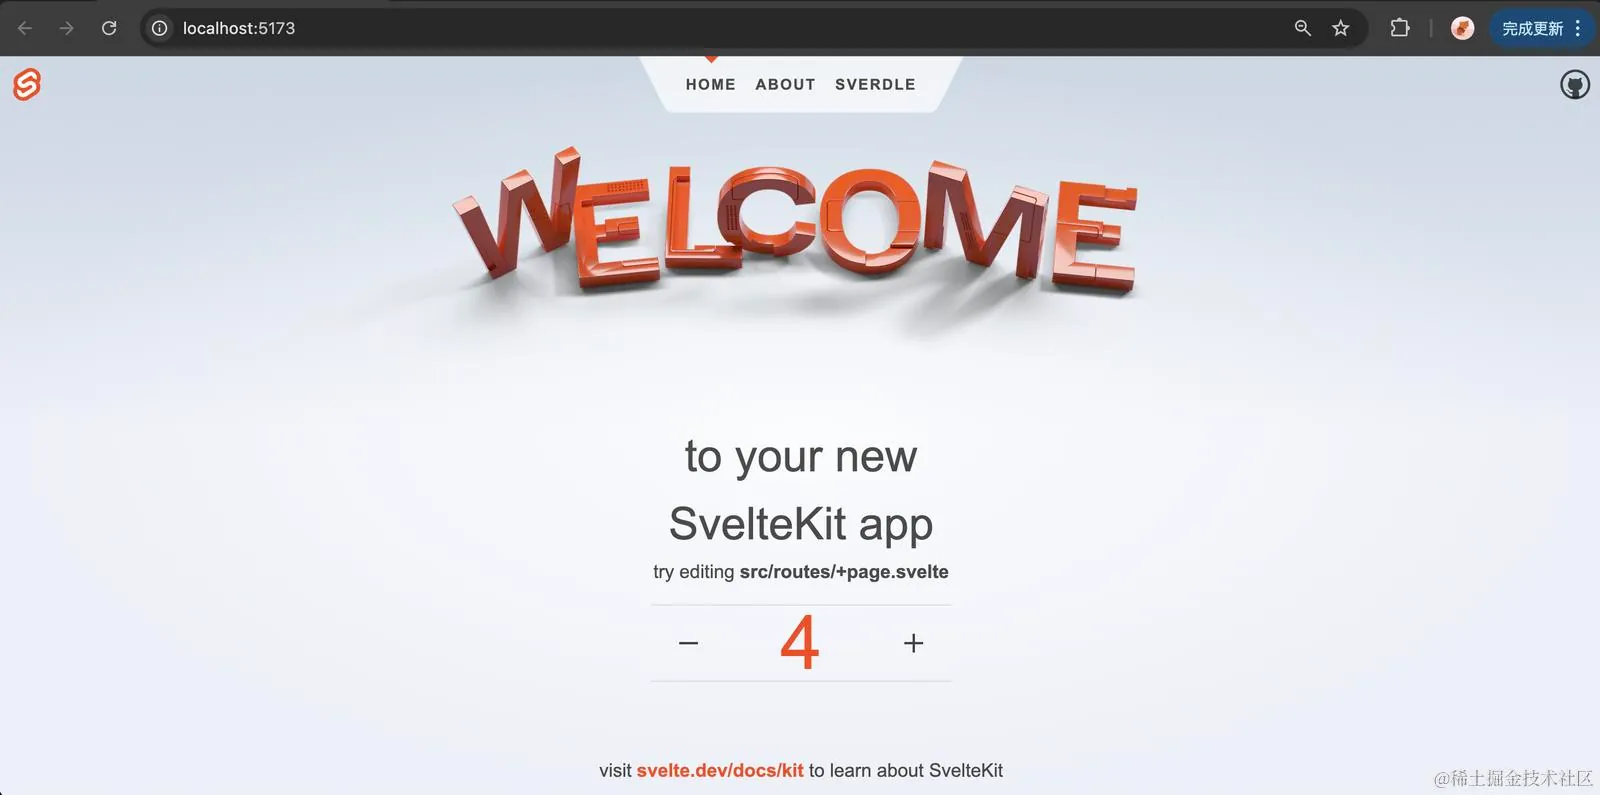 localhost:5173
完成更新
HOME ABOUT SVERDLE
WELCOME
to your new
SvelteKit app
try editing src/routes/+page.svelte
− 4 +
visit svelte.dev/docs/kit to learn about SvelteKit
@稀土掘金技术社区